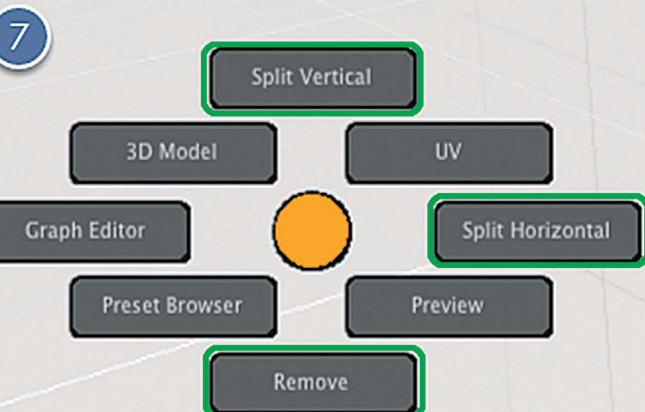 7
Split Vertical
3D Model
UV
Graph Editor
Split Horizontal
Preset Browser
Preview
Remove